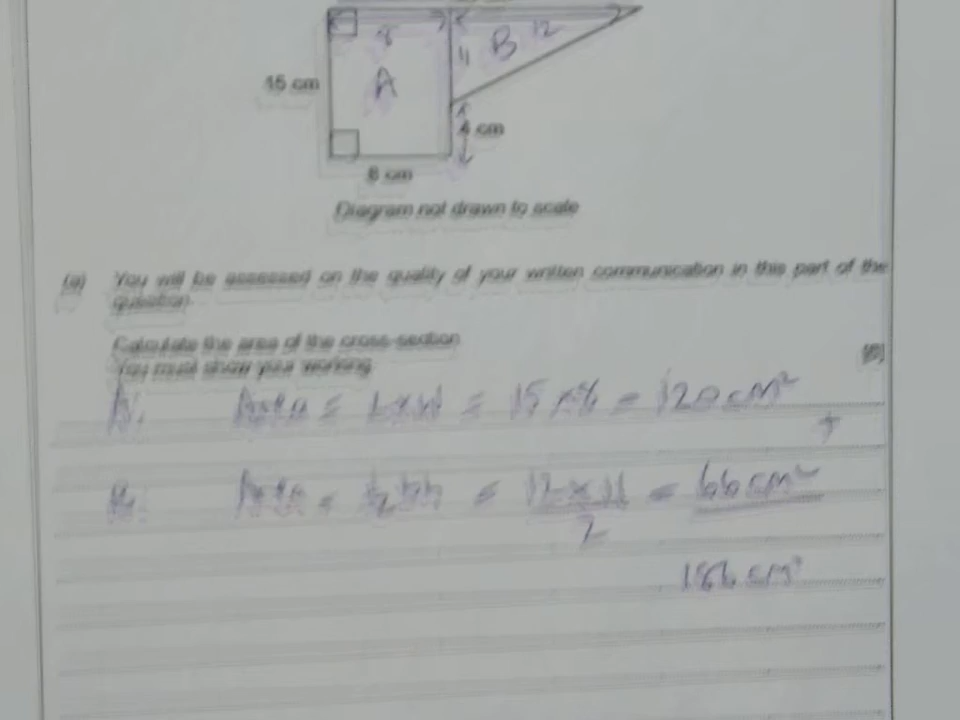 8 12
11 B
15 cm A
4 cm
8 cm
Diagram not drawn to scale
(a) You will be assessed on the quality of your written communication in this part of the
question.
Calculate the area of the cross-section.
You must show your working.
A. Area = L×W = 15 × 8 = 120 cm²
+
B. Area = ½ bh = 12 × 11 / 2 = 66 cm²
186 cm²